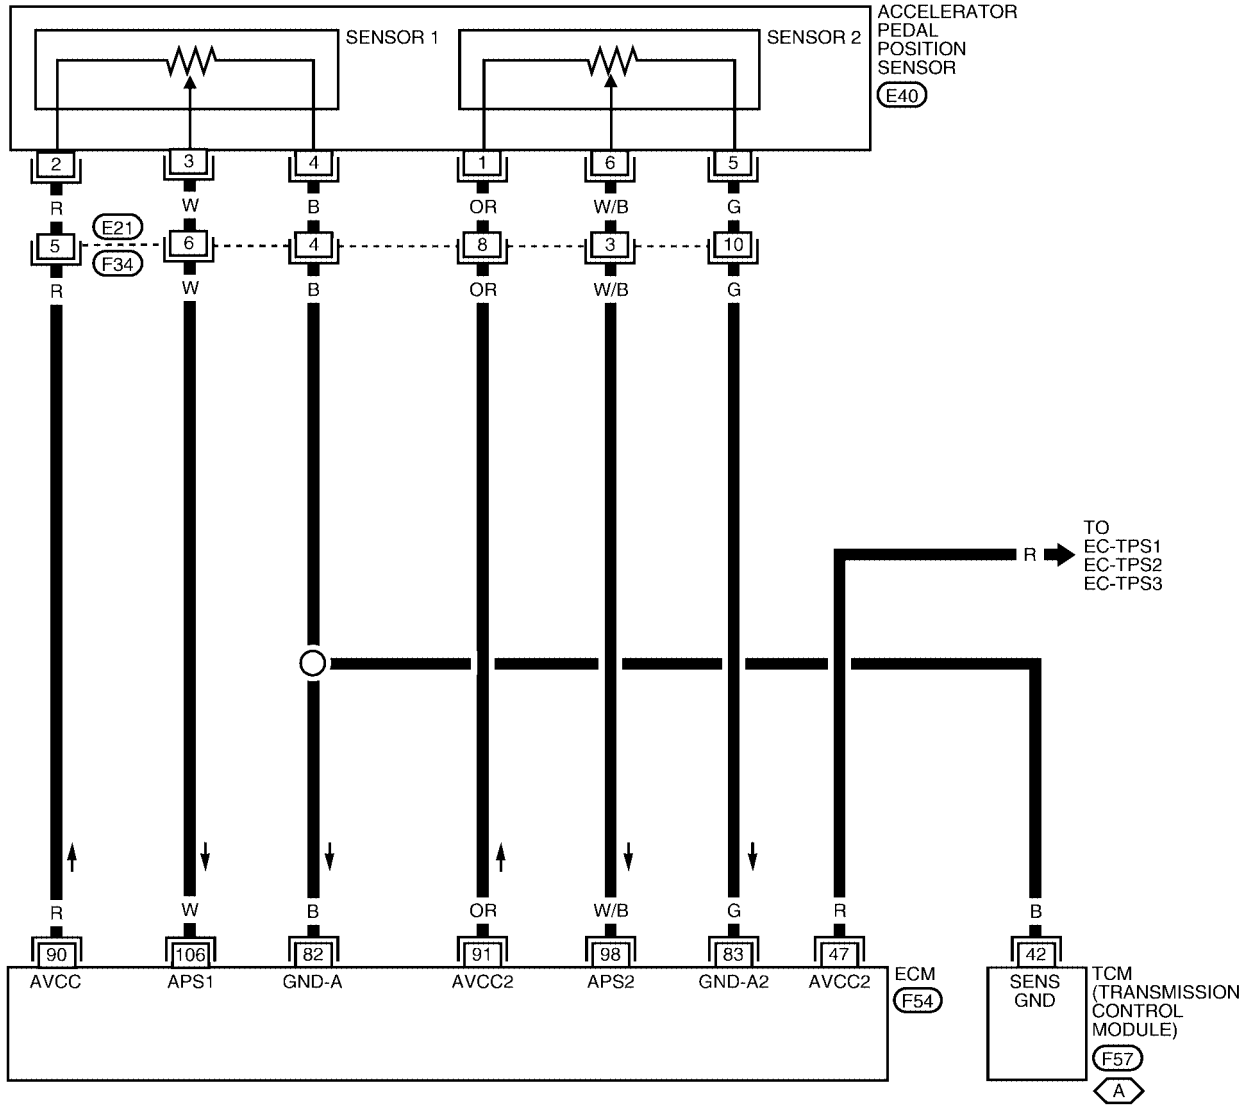 SENSOR 1
SENSOR 2
ACCELERATOR
PEDAL
POSITION
SENSOR
E40
2 3 4 1 6 5
R W B OR W/B G
E21
5 6 4 8 3 10
F34
R W B OR W/B G
TO
EC-TPS1
EC-TPS2
EC-TPS3
R
R W B OR W/B G R B
90 106 82 91 98 83 47 42
AVCC APS1 GND-A AVCC2 APS2 GND-A2 AVCC2
ECM
F54
SENS
GND
TCM
(TRANSMISSION
CONTROL
MODULE)
F57
A